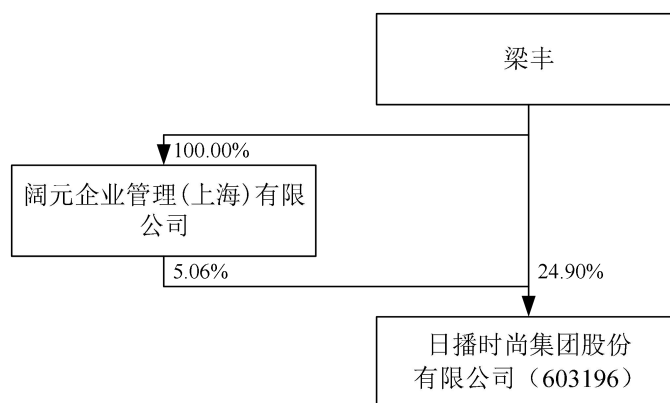 梁丰
100.00%
阔元企业管理(上海)有限
公司
5.06%
24.90%
日播时尚集团股份
有限公司（603196）